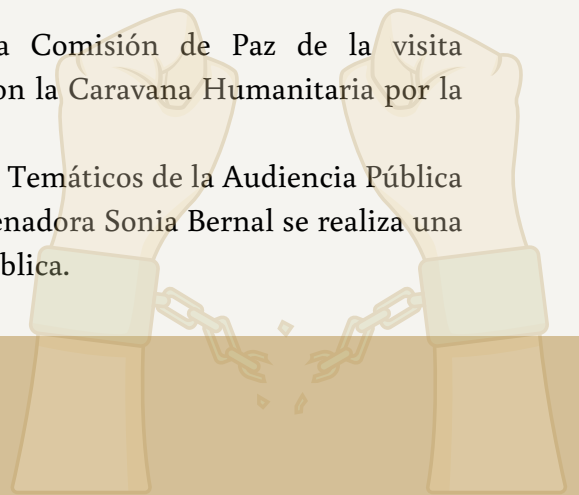 a Comisión de Paz de la visita
on la Caravana Humanitaria por la
Temáticos de la Audiencia Pública
enadora Sonia Bernal se realiza una
blica.